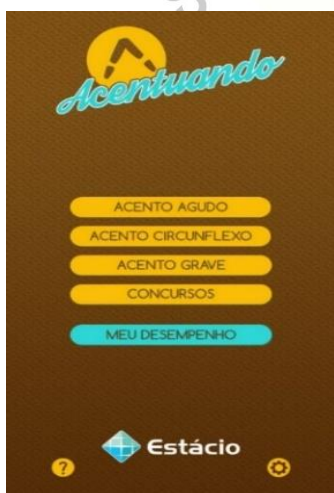 Acentuando
ACENTO AGUDO
ACENTO CIRCUNFLEXO
ACENTO GRAVE
CONCURSOS
MEU DESEMPENHO
Estácio
?